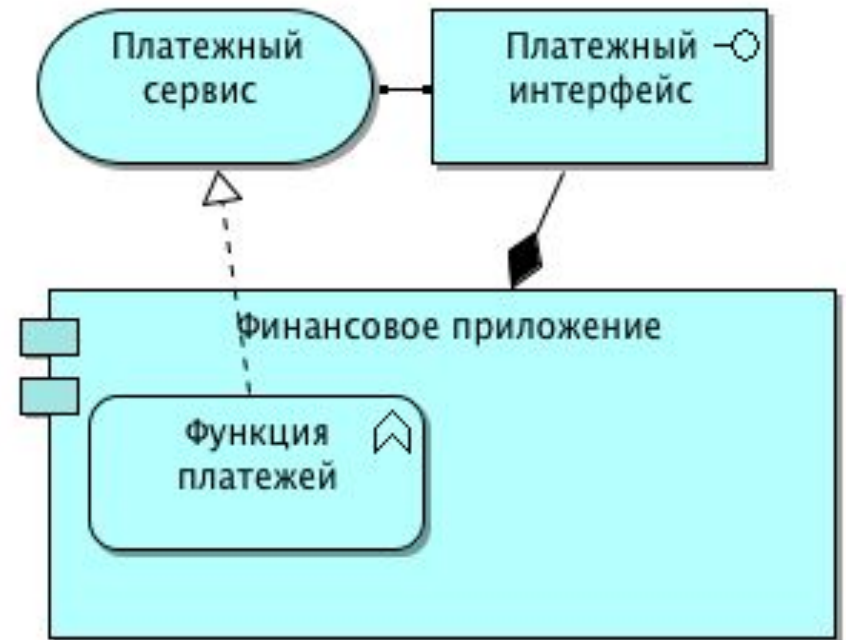 Платежный
сервис
Платежный
интерфейс
Финансовое приложение
Функция
платежей